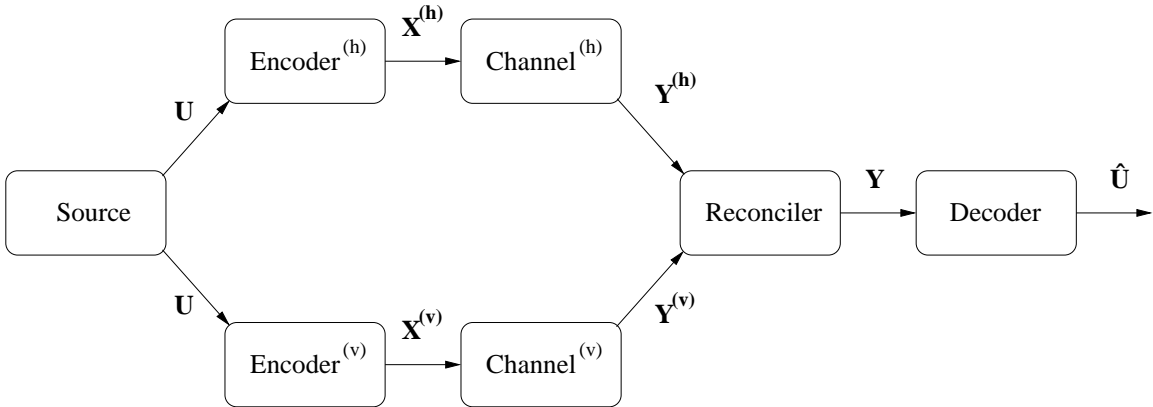 X^(h)
Encoder^(h)
Channel^(h)
U
Y^(h)
Source
Reconciler
Y
Decoder
Û
U
X^(v)
Y^(v)
Encoder^(v)
Channel^(v)